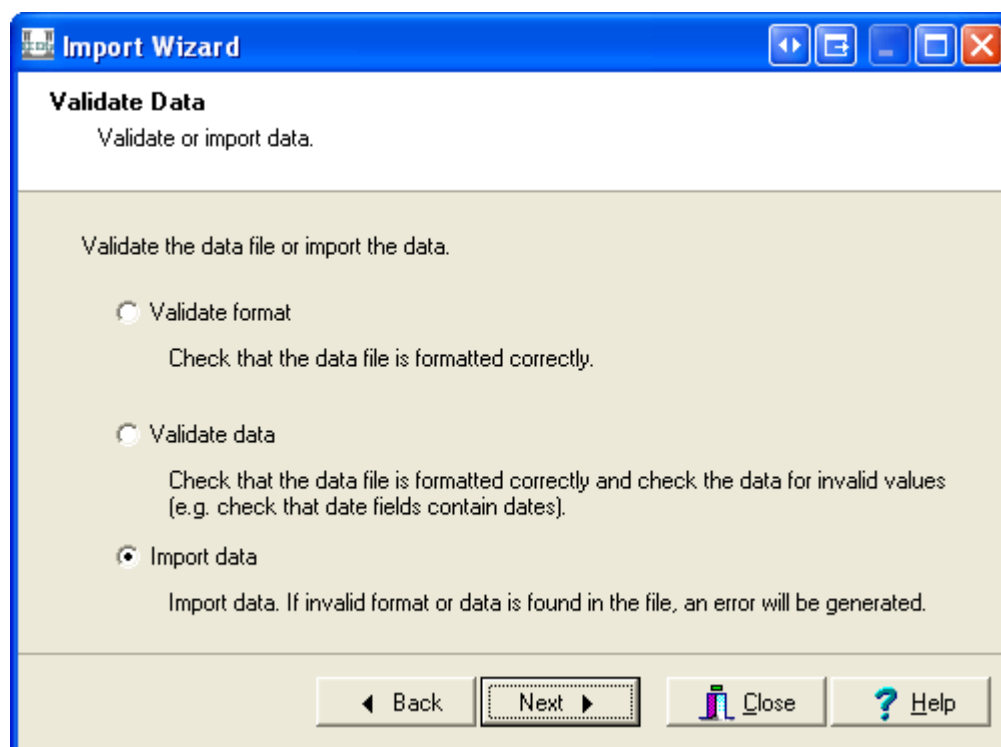 Import Wizard
Validate Data
Validate or import data.
Validate the data file or import the data.
Validate format
Check that the data file is formatted correctly.
Validate data
Check that the data file is formatted correctly and check the data for invalid values
(e.g. check that date fields contain dates).
Import data
Import data. If invalid format or data is found in the file, an error will be generated.
Back Next Close Help